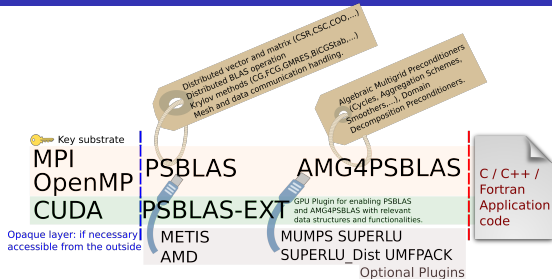 Distributed vector and matrix (CSR,CSC,COO,...)
Distributed BLAS operation
Krylov methods (CG,FCG,GMRES,BiCGStab,...)
Mesh and data communication handling.
Algebraic Multigrid Preconditioners
(Cycles, Aggregation Schemes,
Smoothers,...), Domain
Decomposition Preconditioners.
Key substrate
MPI
OpenMP
CUDA
PSBLAS
AMG4PSBLAS
PSBLAS-EXT
GPU Plugin for enabling PSBLAS
and AMG4PSBLAS with relevant
data structures and functionalities.
C / C++ /
Fortran
Application
code
Opaque layer: if necessary
accessible from the outside
METIS
AMD
MUMPS SUPERLU
SUPERLU_Dist UMFPACK
Optional Plugins